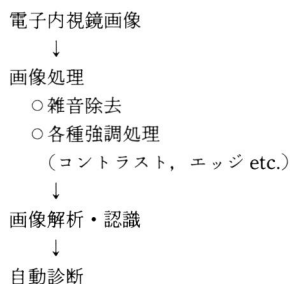 電子内視鏡画像
↓
画像処理
○雑音除去
○各種強調処理
（コントラスト，エッジ etc.）
↓
画像解析・認識
↓
自動診断